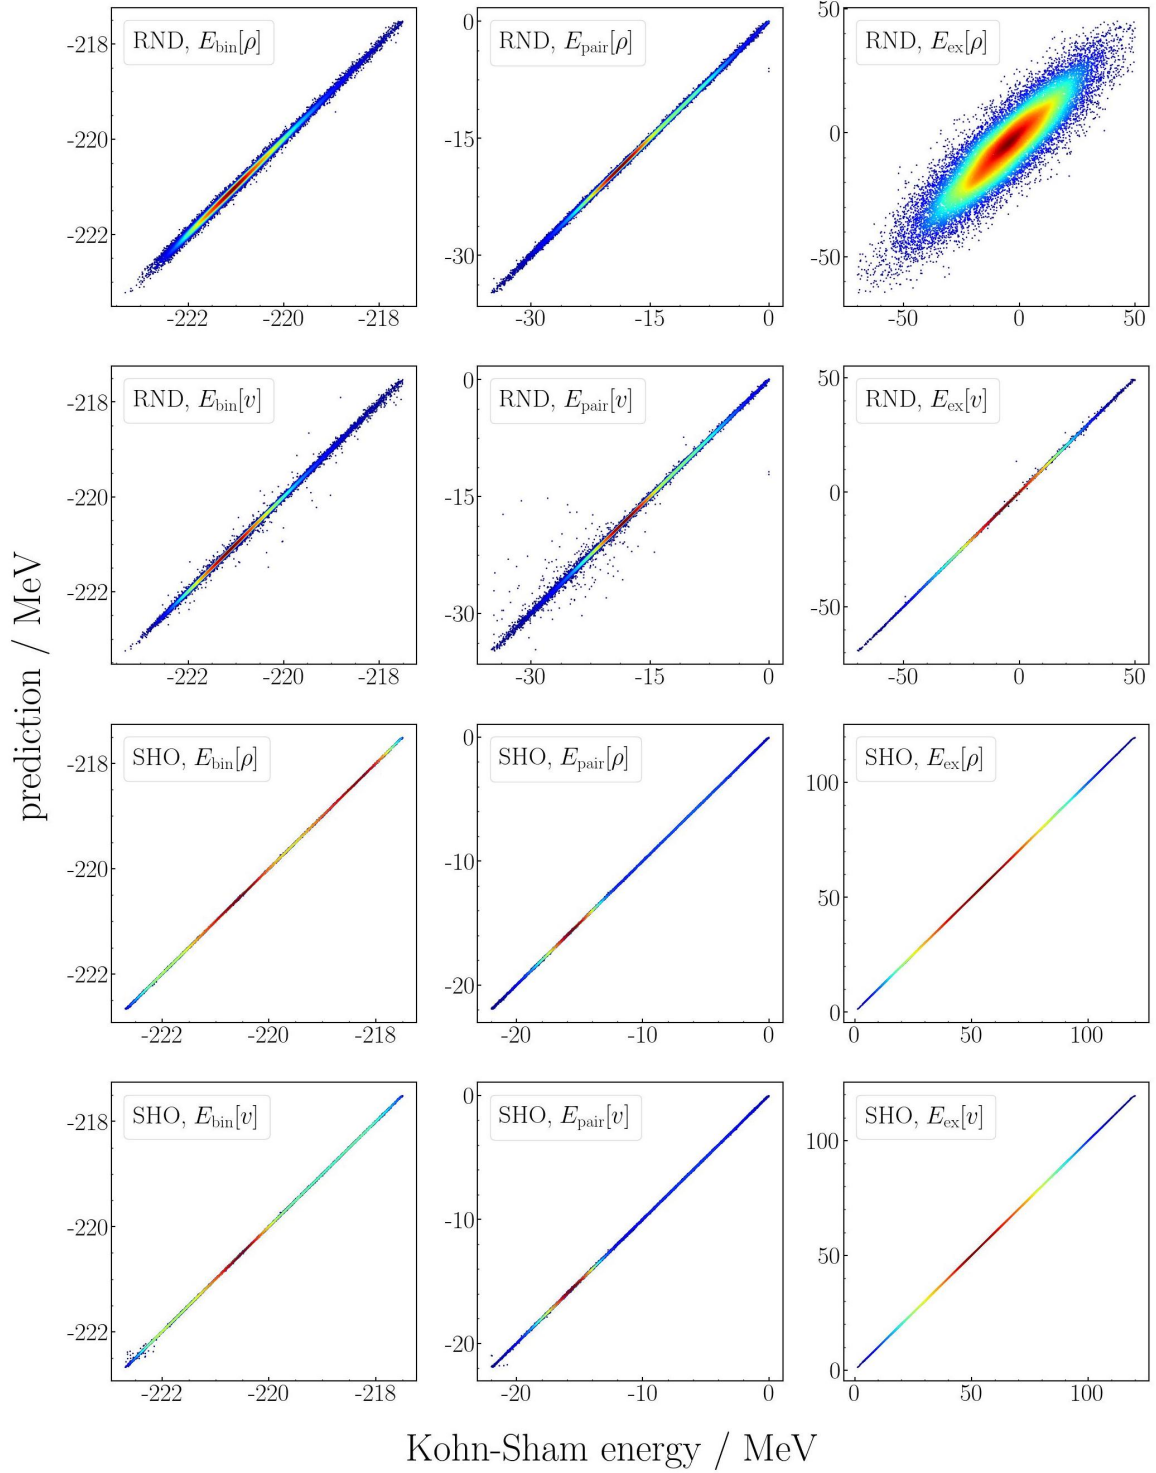 RND, E_bin[ρ]
-218
-220
-222
-222 -220 -218
RND, E_pair[ρ]
0
-15
-30
-30 -15 0
RND, E_ex[ρ]
50
0
-50
-50 0 50
RND, E_bin[v]
-218
-220
-222
-222 -220 -218
RND, E_pair[v]
0
-15
-30
-30 -15 0
RND, E_ex[v]
50
0
-50
-50 0 50
SHO, E_bin[ρ]
-218
-220
-222
-222 -220 -218
SHO, E_pair[ρ]
0
-10
-20
-20 -10 0
SHO, E_ex[ρ]
100
50
0
0 50 100
SHO, E_bin[v]
-218
-220
-222
-222 -220 -218
SHO, E_pair[v]
0
-10
-20
-20 -10 0
SHO, E_ex[v]
100
50
0
0 50 100
prediction / MeV
Kohn-Sham energy / MeV